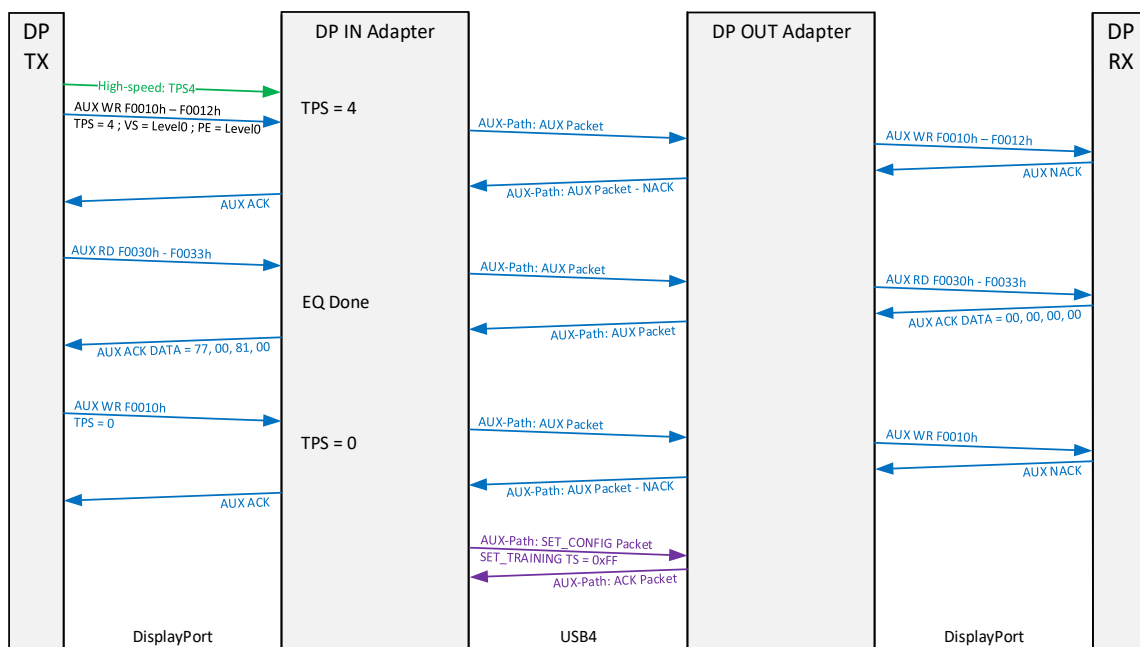 DP
TX
DP IN Adapter
DP OUT Adapter
DP
RX
High-speed: TPS4
TPS = 4
AUX WR F0010h – F0012h
TPS = 4 ; VS = Level0 ; PE = Level0
AUX-Path: AUX Packet
AUX WR F0010h – F0012h
AUX NACK
AUX-Path: AUX Packet - NACK
AUX ACK
AUX RD F0030h - F0033h
AUX-Path: AUX Packet
AUX RD F0030h - F0033h
EQ Done
AUX ACK DATA = 00, 00, 00, 00
AUX-Path: AUX Packet
AUX ACK DATA = 77, 00, 81, 00
AUX WR F0010h
TPS = 0
TPS = 0
AUX-Path: AUX Packet
AUX WR F0010h
AUX NACK
AUX-Path: AUX Packet - NACK
AUX ACK
AUX-Path: SET_CONFIG Packet
SET_TRAINING TS = 0xFF
AUX-Path: ACK Packet
DisplayPort
USB4
DisplayPort